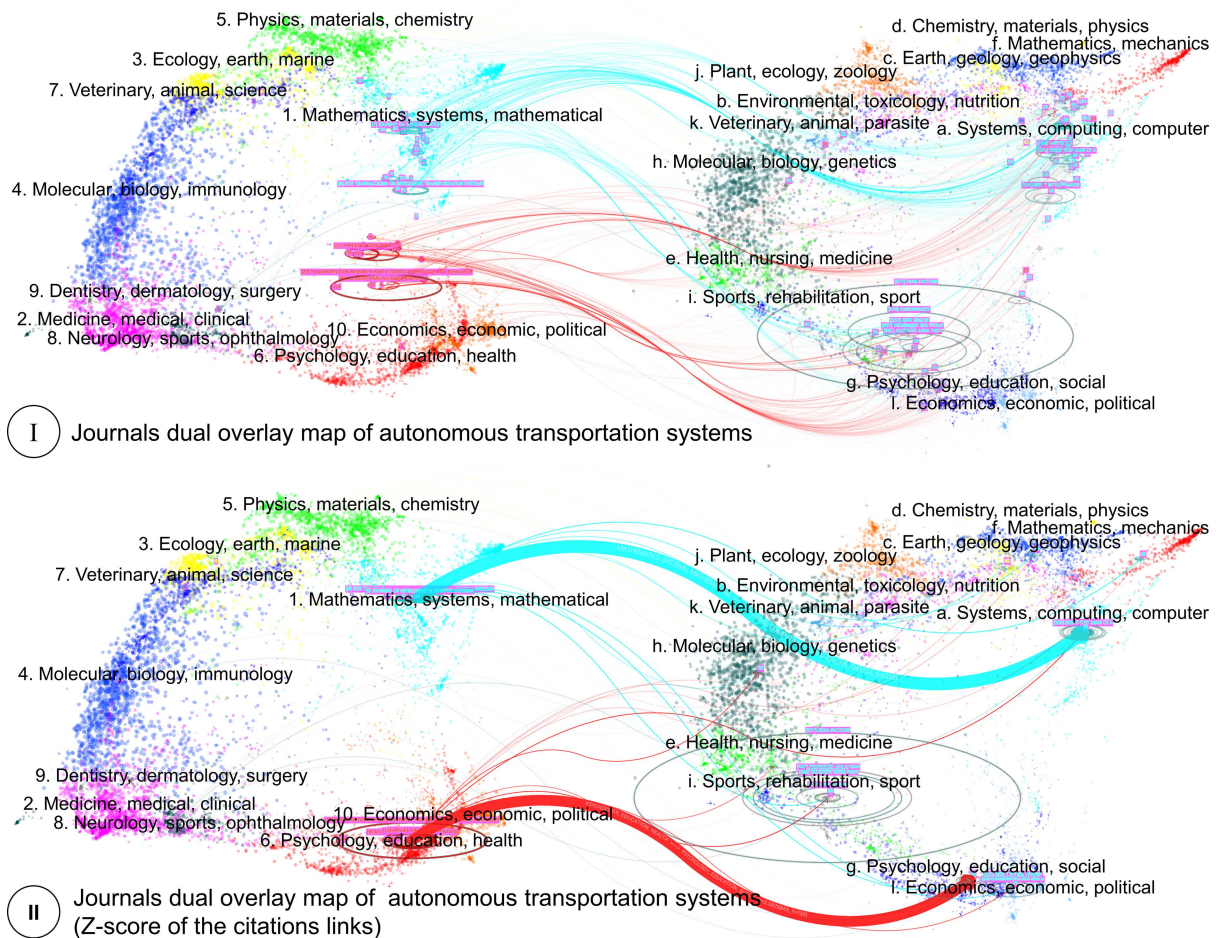 5. Physics, materials, chemistry
3. Ecology, earth, marine
7. Veterinary, animal, science
1. Mathematics, systems, mathematical
4. Molecular, biology, immunology
9. Dentistry, dermatology, surgery
2. Medicine, medical, clinical
8. Neurology, sports, ophthalmology
10. Economics, economic, political
6. Psychology, education, health
d. Chemistry, materials, physics
f. Mathematics, mechanics
c. Earth, geology, geophysics
j. Plant, ecology, zoology
b. Environmental, toxicology, nutrition
k. Veterinary, animal, parasite
a. Systems, computing, computer
h. Molecular, biology, genetics
e. Health, nursing, medicine
i. Sports, rehabilitation, sport
g. Psychology, education, social
l. Economics, economic, political
I
Journals dual overlay map of autonomous transportation systems
5. Physics, materials, chemistry
3. Ecology, earth, marine
7. Veterinary, animal, science
1. Mathematics, systems, mathematical
4. Molecular, biology, immunology
9. Dentistry, dermatology, surgery
2. Medicine, medical, clinical
8. Neurology, sports, ophthalmology
10. Economics, economic, political
6. Psychology, education, health
d. Chemistry, materials, physics
f. Mathematics, mechanics
c. Earth, geology, geophysics
j. Plant, ecology, zoology
b. Environmental, toxicology, nutrition
k. Veterinary, animal, parasite
a. Systems, computing, computer
h. Molecular, biology, genetics
e. Health, nursing, medicine
i. Sports, rehabilitation, sport
g. Psychology, education, social
l. Economics, economic, political
II
Journals dual overlay map of autonomous transportation systems
(Z-score of the citations links)